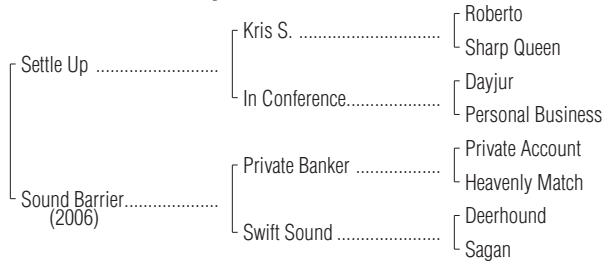 Roberto
Kris S. ..............................
Sharp Queen
Settle Up ..........................
Dayjur
In Conference....................
Personal Business
Private Account
Private Banker ..................
Heavenly Match
Sound Barrier....................
(2006)
Deerhound
Swift Sound ......................
Sagan